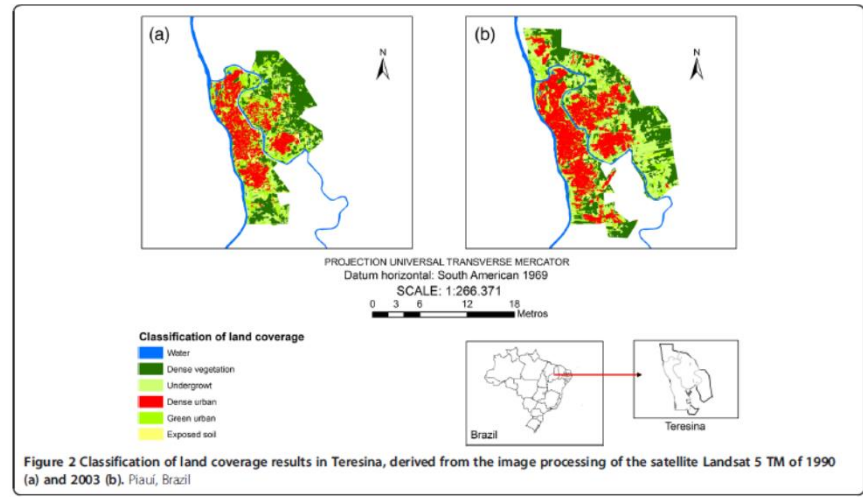 (a)
N
(b)
N
PROJECTION UNIVERSAL TRANSVERSE MERCATOR
Datum horizontal: South American 1969
SCALE: 1:266.371
0 3 6 12 18
Metros
Classification of land coverage
Water
Dense vegetation
Undergrowt
Dense urban
Green urban
Exposed soil
Brazil
Teresina
Figure 2 Classification of land coverage results in Teresina, derived from the image processing of the satellite Landsat 5 TM of 1990
(a) and 2003 (b). Piauí, Brazil